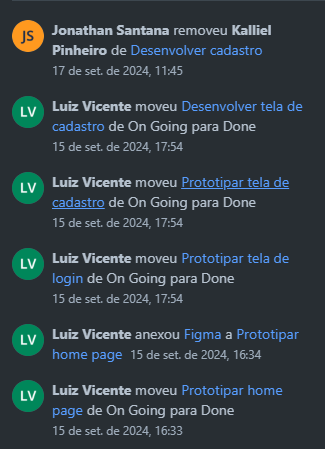 JS
Jonathan Santana removeu Kalliel
Pinheiro de Desenvolver cadastro
17 de set. de 2024, 11:45
LV
Luiz Vicente moveu Desenvolver tela de
cadastro de On Going para Done
15 de set. de 2024, 17:54
LV
Luiz Vicente moveu Prototipar tela de
cadastro de On Going para Done
15 de set. de 2024, 17:54
LV
Luiz Vicente moveu Prototipar tela de
login de On Going para Done
15 de set. de 2024, 17:54
LV
Luiz Vicente anexou Figma a Prototipar
home page 15 de set. de 2024, 16:34
LV
Luiz Vicente moveu Prototipar home
page de On Going para Done
15 de set. de 2024, 16:33